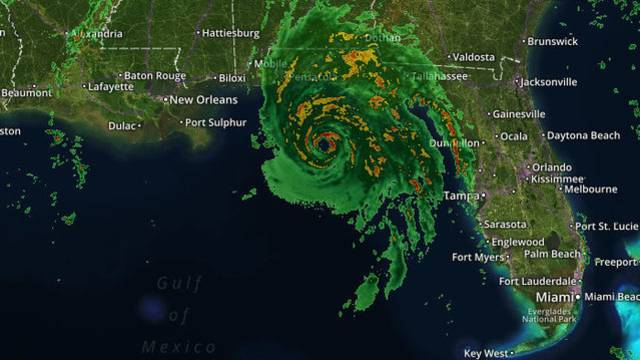 Alexandria
Hattiesburg
Dothan
Brunswick
Valdosta
Mobile
Pensacola
Tallahassee
Baton Rouge
Biloxi
Jacksonville
Beaumont
Lafayette
New Orleans
Gainesville
Dulac
Port Sulphur
Ocala
Daytona Beach
ston
Orlando
Kissimmee
Melbourne
Tampa
Sarasota
Port St. Lucie
Englewood
Palm Beach
Fort Myers
Freeport
Gulf
of
Mexico
Fort Lauderdale
Miami
Miami Beac
Everglades
National Park
Key West